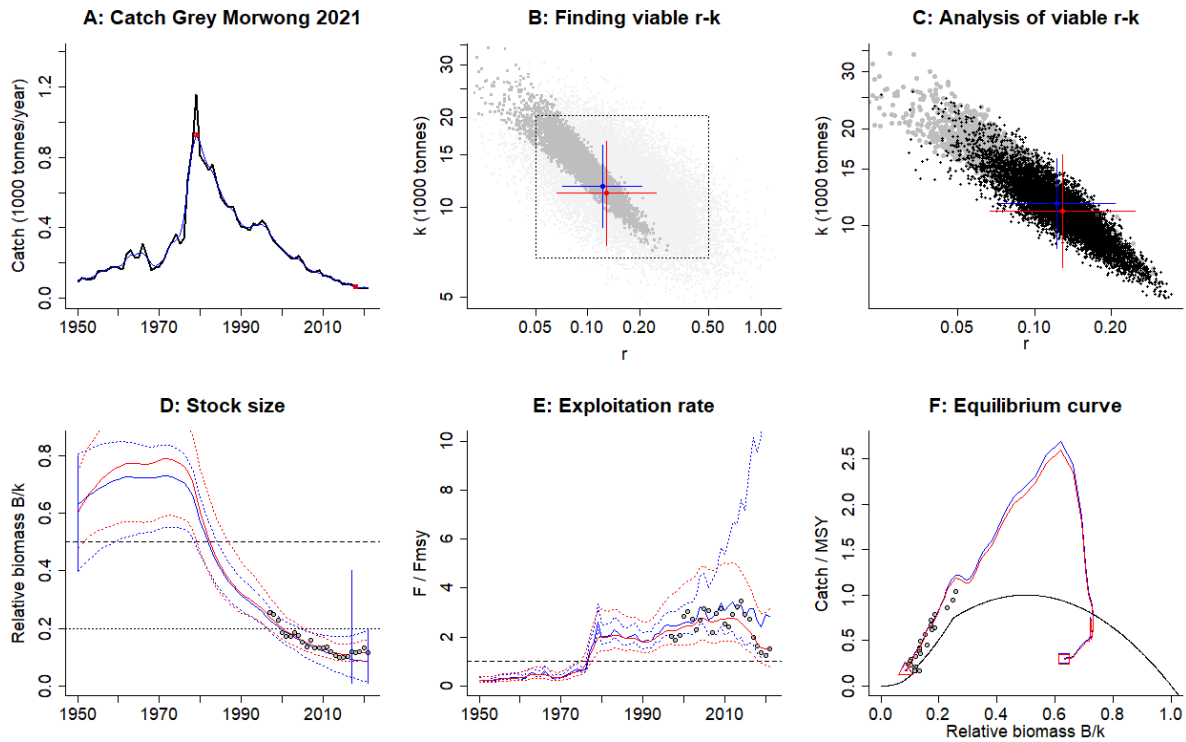 A: Catch Grey Morwong 2021
Catch (1000 tonnes/year)
0.0 0.4 0.8 1.2
1950 1970 1990 2010
B: Finding viable r-k
k (1000 tonnes)
5 10 15 20 30
0.05 0.10 0.20 0.50 1.00
r
C: Analysis of viable r-k
k (1000 tonnes)
10 15 20 30
0.05 0.10 0.20
r
D: Stock size
Relative biomass B/k
0.0 0.2 0.4 0.6 0.8
1950 1970 1990 2010
E: Exploitation rate
F / Fmsy
0 2 4 6 8 10
1950 1970 1990 2010
F: Equilibrium curve
Catch / MSY
0.0 0.5 1.0 1.5 2.0 2.5
0.0 0.2 0.4 0.6 0.8 1.0
Relative biomass B/k